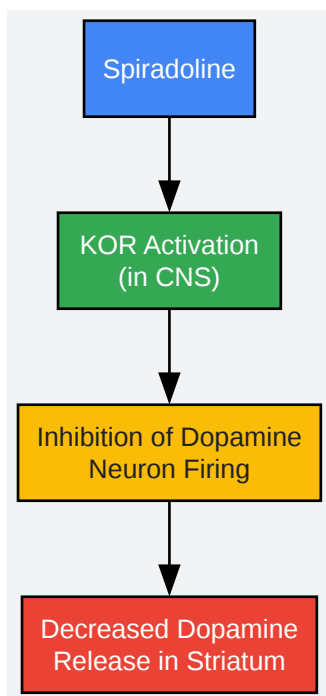 Spiradoline
KOR Activation
(in CNS)
Inhibition of Dopamine
Neuron Firing
Decreased Dopamine
Release in Striatum